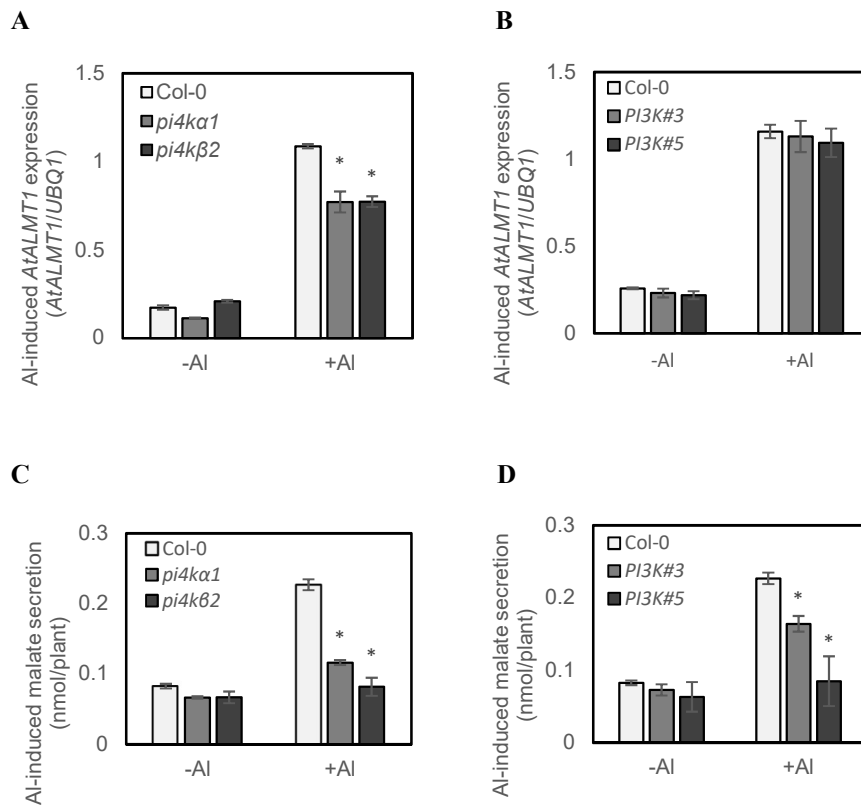 A
Al-induced AtALMT1 expression
(AtALMT1/UBQ1)
1.5
1
0.5
0
Col-0
pi4kα1
pi4kβ2
*
*
-Al
+Al
B
Al-induced AtALMT1 expression
(AtALMT1/UBQ1)
1.5
1
0.5
0
Col-0
PI3K#3
PI3K#5
-Al
+Al
C
Al-induced malate secretion
(nmol/plant)
0.3
0.2
0.1
0
Col-0
pi4kα1
pi4kβ2
*
*
-Al
+Al
D
Al-induced malate secretion
(nmol/plant)
0.3
0.2
0.1
0
Col-0
PI3K#3
PI3K#5
*
*
-Al
+Al